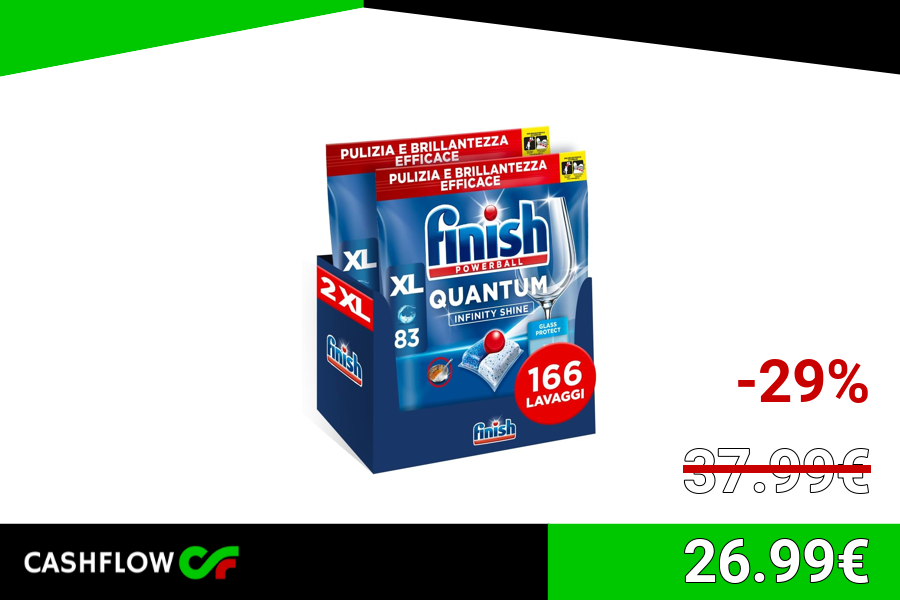 PULIZIA E BRILLANTEZZA
EFFICACE
PULIZIA E BRILLANTEZZA
EFFICACE
finish
POWERBALL
XL
XL
QUANTUM
INFINITY SHINE
83
GLASS
PROTECT
2 XL
finish
166
LAVAGGI
finish
-29%
37.99€
CASHFLOW
26.99€